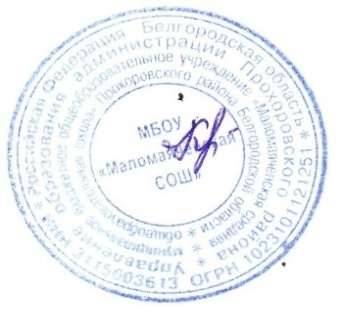 * Российская Федерация Белгородская область *
Управление образования администрации Прохоровского района * ИНН 3115003613 ОГРН 1023101121251
* муниципальное бюджетное общеобразовательное учреждение «Маломаяченская средняя общеобразовательная школа» Прохоровского района Белгородской области
МБОУ
«Маломаяченская
СОШ»